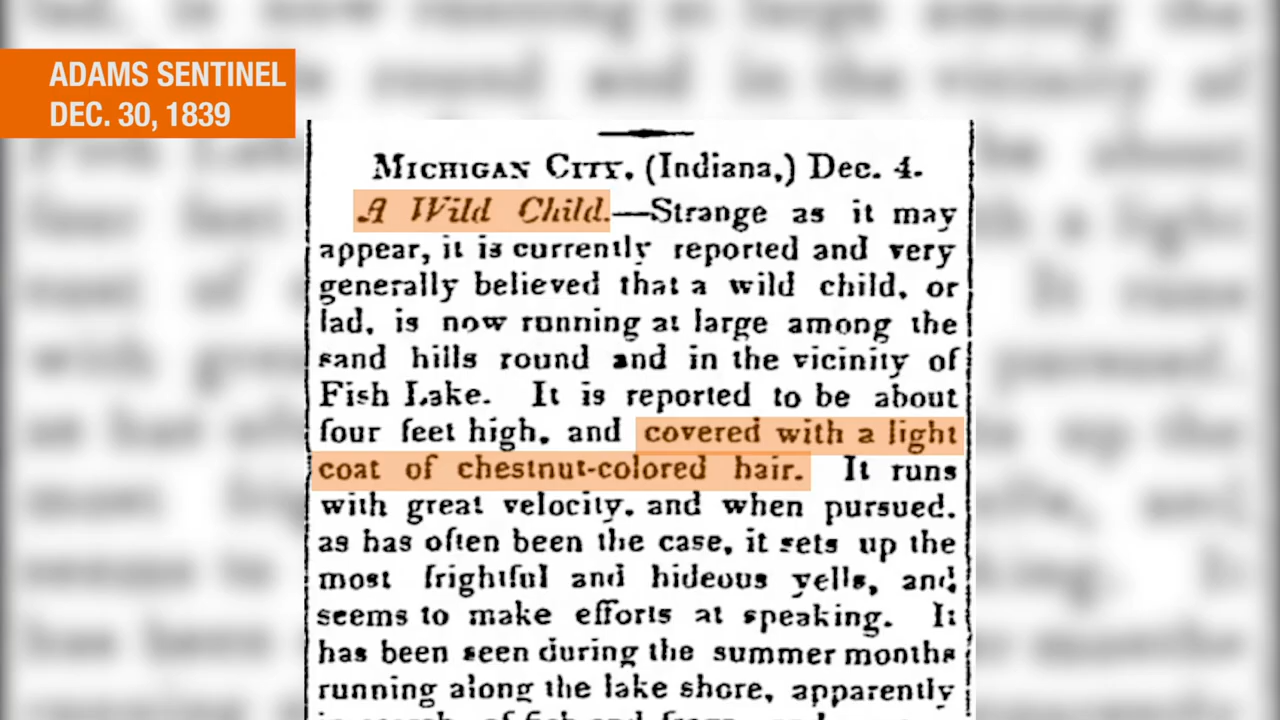 ADAMS SENTINEL
DEC. 30, 1839
MICHIGAN CITY, (Indiana,) Dec. 4.
A Wild Child.—Strange as it may
appear, it is currently reported and very
generally believed that a wild child, or
lad, is now running at large among the
sand hills round and in the vicinity of
Fish Lake. It is reported to be about
four feet high, and covered with a light
coat of chestnut-colored hair. It runs
with great velocity, and when pursued,
as has often been the case, it sets up the
most frightful and hideous yells, and
seems to make efforts at speaking. It
has been seen during the summer months
running along the lake shore, apparently